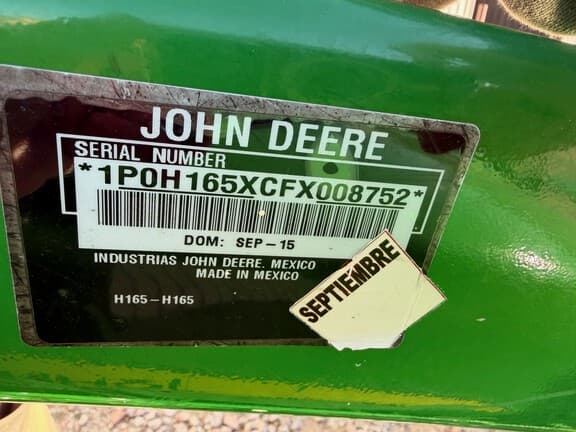 JOHN DEERE
SERIAL NUMBER
*1P0H165XCFX008752*
DOM: SEP-15
INDUSTRIAS JOHN DEERE. MEXICO
MADE IN MEXICO
H165-H165
SEPTIEMBRE